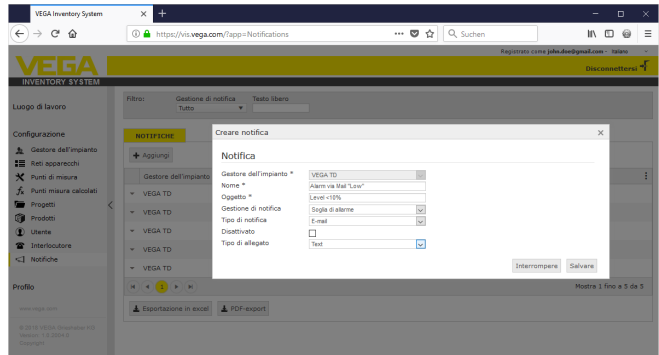 VEGA Inventory System
https://vis.vega.com/?app=Notifications
Suchen
Registrato come john.doe@gmail.com - Italiano
VEGA
INVENTORY SYSTEM
Disconnettersi
Luogo di lavoro
Configurazione
Gestore dell'impianto
Reti apparecchi
Punti di misura
Punti misura calcolati
Progetti
Prodotti
Utente
Interlocutore
Notifiche
Profilo
www.vega.com
Copyright
Filtro: Gestione di notifica Testo libero
Tutto
NOTIFICHE
Aggiungi
Gestore dell'impianto
VEGA TD
VEGA TD
VEGA TD
VEGA TD
VEGA TD
1
Mostra 1 fino a 5 da 5
Esportazione in excel PDF-export
Creare notifica
Notifica
Gestore dell'impianto * VEGA TD
Nome * Alarm via Mail "Low"
Oggetto * Level <10%
Gestione di notifica Soglia di allarme
Tipo di notifica E-mail
Disattivato
Tipo di allegato Text
Interrompere Salvare